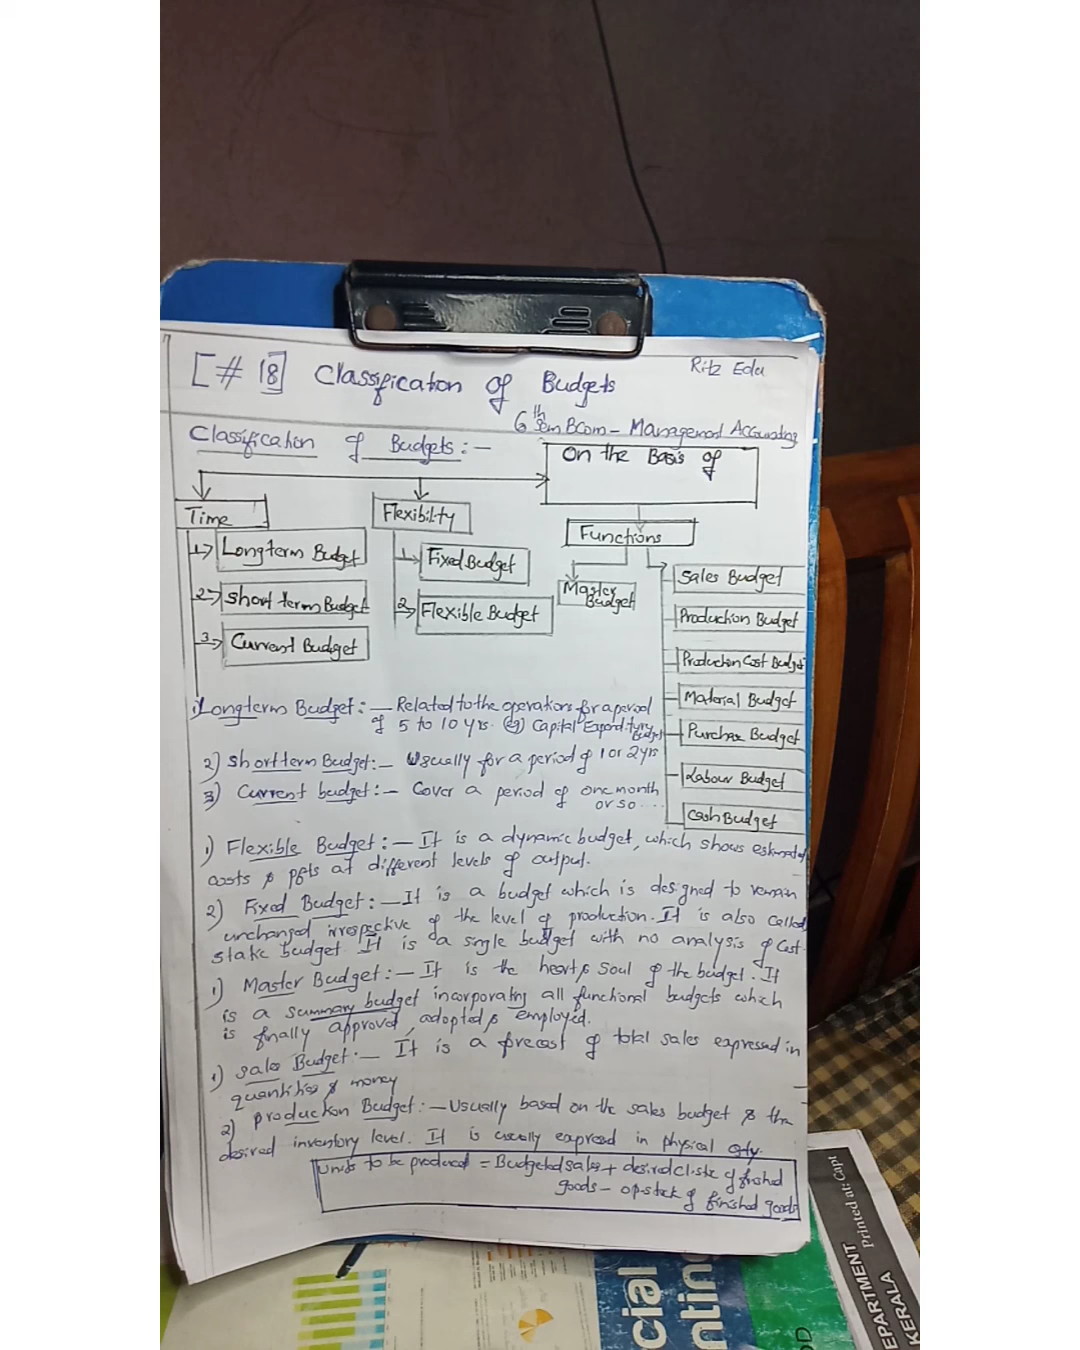 [# 18] Classification of Budgets
Ritz Edu
6th Sem BCom - Management Accounting
Classification of Budgets :-
On the Basis of
Time
Flexibility
Functions
1 Longterm Budget
2 Short term Budget
3 Current Budget
1 Fixed Budget
2 Flexible Budget
Master
Budget
Sales Budget
Production Budget
Production Cost Budget
Material Budget
Purchase Budget
Labour Budget
Cash Budget
1) Longterm Budget :- Related to the operations for a period
of 5 to 10 yrs. (eg) Capital Expenditure
Budget
2) Short term Budget :- Usually for a period of 1 or 2 yrs
3) Current budget :- Cover a period of one month
or so ...
1) Flexible Budget :- It is a dynamic budget, which shows estimated
costs & pfts at different levels of output.
2) Fixed Budget :- It is a budget which is designed to remain
unchanged irrespective of the level of production. It is also called
static budget. It is a single budget with no analysis of Cost.
1) Master Budget :- It is the heart & Soul of the budget. It
is a summary budget incorporating all functional budgets which
is finally approved, adopted & employed.
1) Sales Budget :- It is a forecast of total sales expressed in
quantities & money
2) production Budget :- Usually based on the sales budget & the
desired inventory level. It is usually expressed in physical qty.
Units to be produced = Budgeted sales + desired cl. stk of finished
goods - op. stock of finished goods
cial
nting
EPARTMENT
KERALA
Printed at: Capt